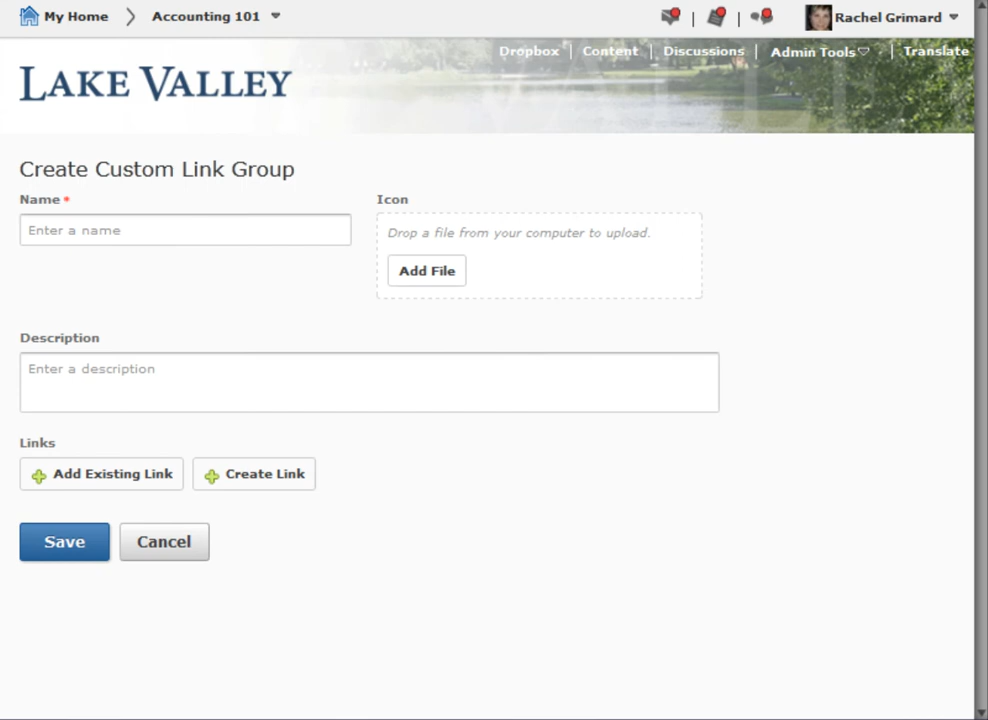 My Home Accounting 101 Rachel Grimard
Dropbox | Content | Discussions | Admin Tools | Translate
LAKE VALLEY
Create Custom Link Group
Name * Icon
Enter a name Drop a file from your computer to upload.
Add File
Description
Enter a description
Links
Add Existing Link Create Link
Save Cancel